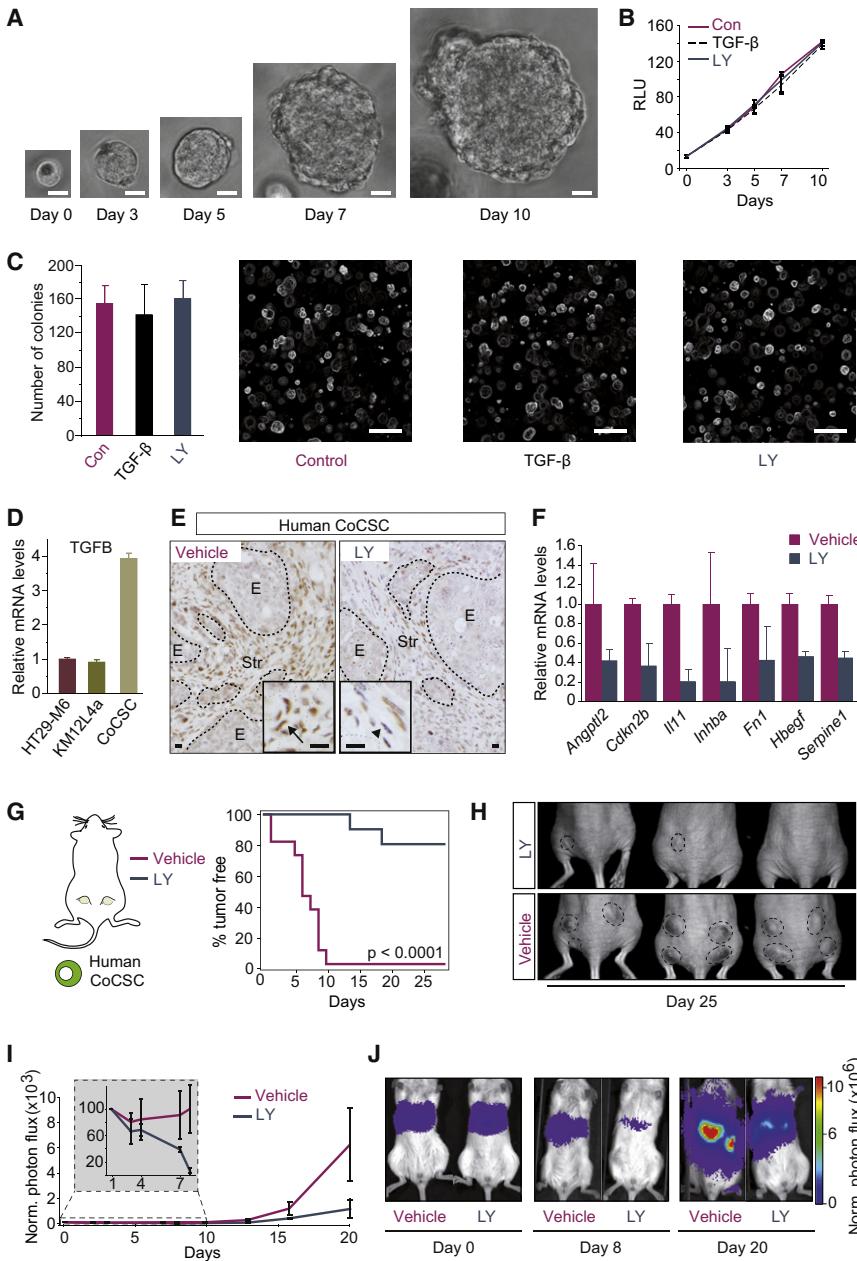 A
Day 0
Day 3
Day 5
Day 7
Day 10
B
RLU
160
120
80
40
0
Con
TGF-β
LY
0 3 5 7 10
Days
C
Number of colonies
200
160
120
80
40
0
Con
TGF-β
LY
Control
TGF-β
LY
D
Relative mRNA levels
TGFB
4
3
2
1
0
HT29-M6
KM12L4a
CoCSC
E
Human CoCSC
Vehicle
LY
E
E
E
Str
E
E
Str
F
Vehicle
LY
Relative mRNA levels
1.6
1.4
1.2
1.0
0.8
0.6
0.4
0.2
0.0
Angptl2
Cdkn2b
Il11
Inhba
Fn1
Hbegf
Serpine1
G
Vehicle
LY
Human
CoCSC
% tumor free
100
80
60
40
20
0
p < 0.0001
0 5 10 15 20 25
Days
H
LY
Vehicle
Day 25
I
Norm. photon flux (x10³)
10
8
6
4
2
0
100
60
20
1 4 7
Vehicle
LY
0 5 10 15 20
Days
J
Vehicle LY
Day 0
Vehicle LY
Day 8
Vehicle LY
Day 20
10
6
2
0
Norm. photon flux (x10⁶)